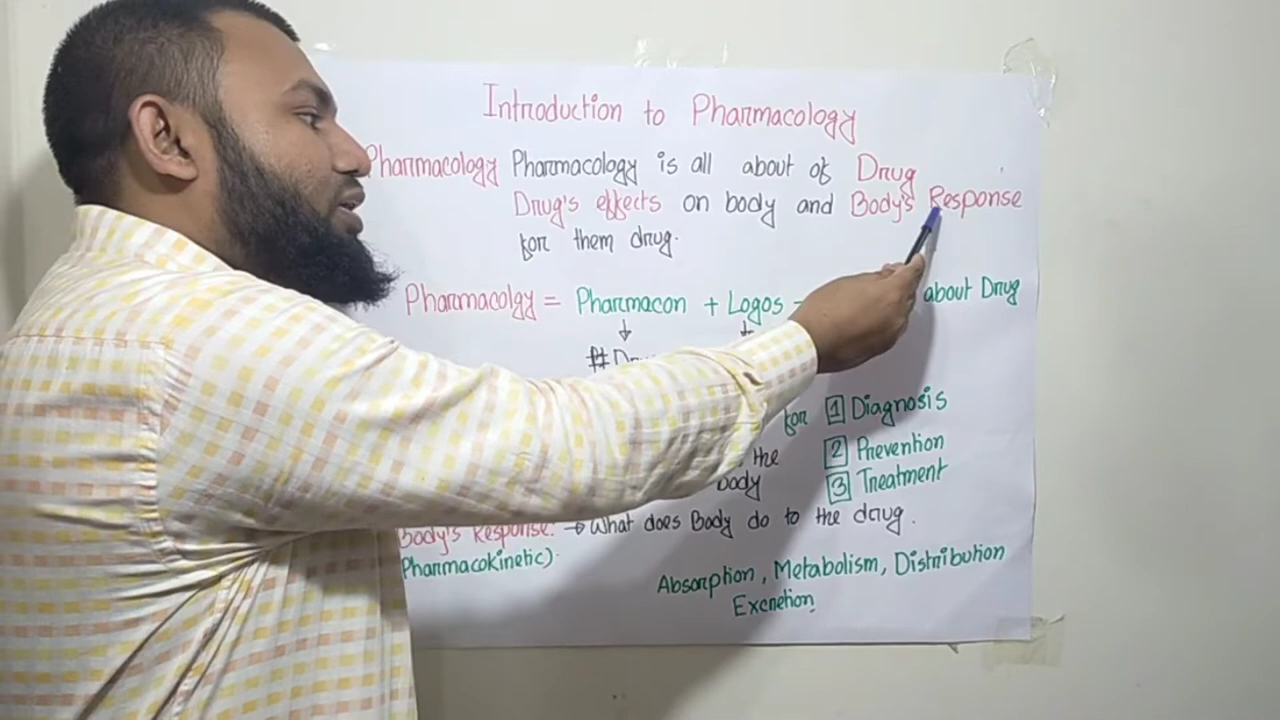 Introduction to Pharmacology
Pharmacology Pharmacology is all about of Drug
Drug's effects on body and Body's Response
for them drug.
Pharmacolgy = Pharmacon + Logos about Drug
for 1 Diagnosis
the 2 Prevention
body 3 Treatment
Body's Response: → What does Body do to the drug.
Pharmacokinetic).
Absorption, Metabolism, Distribution
Excretion